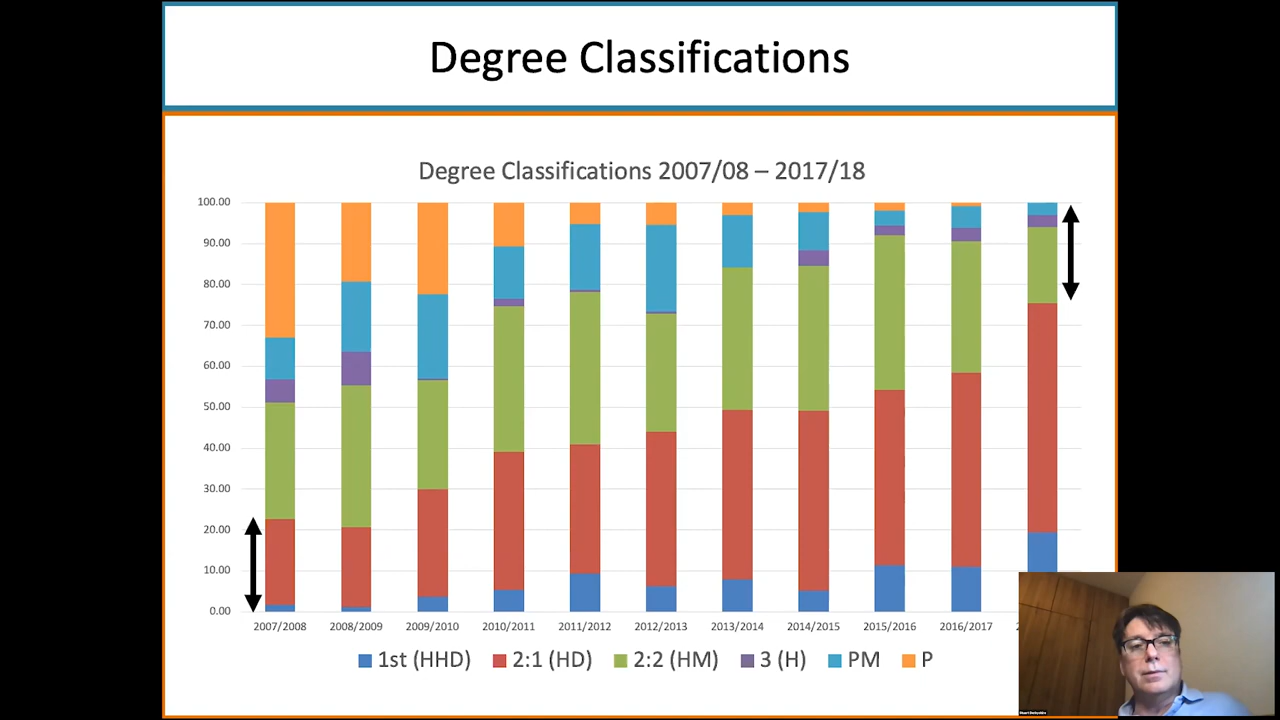 Degree Classifications
Degree Classifications 2007/08 – 2017/18
100.00
90.00
80.00
70.00
60.00
50.00
40.00
30.00
20.00
10.00
0.00
2007/2008 2008/2009 2009/2010 2010/2011 2011/2012 2012/2013 2013/2014 2014/2015 2015/2016 2016/2017
1st (HHD) 2:1 (HD) 2:2 (HM) 3 (H) PM P